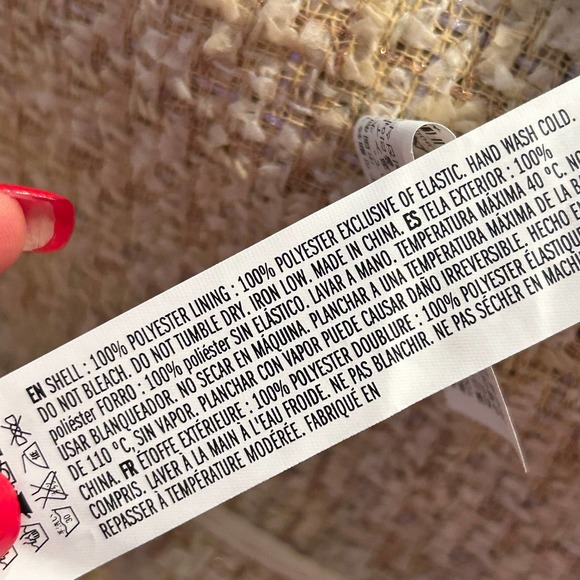 EN SHELL : 100% POLYESTER LINING : 100% POLYESTER EXCLUSIVE OF ELASTIC. HAND WASH COLD.
DO NOT BLEACH. DO NOT TUMBLE DRY. IRON LOW. MADE IN CHINA. ES TELA EXTERIOR : 100%
poliéster FORRO : 100% poliéster SIN ELÁSTICO. LAVAR A MANO. TEMPERATURA MÁXIMA 40 °C. NO
USAR BLANQUEADOR. NO SECAR EN MÁQUINA. PLANCHAR A UNA TEMPERATURA MÁXIMA DE LA
DE 110 °C, SIN VAPOR. PLANCHAR CON VAPOR PUEDE CAUSAR DAÑO IRREVERSIBLE. HECHO
CHINA. FR ÉTOFFE EXTÉRIEURE : 100% POLYESTER DOUBLURE : 100% POLYESTER ÉLASTIQUE
COMPRIS. LAVER À LA MAIN À L'EAU FROIDE. NE PAS BLANCHIR. NE PAS SÉCHER EN
REPASSER À TEMPÉRATURE MODÉRÉE. FABRIQUÉ EN
30